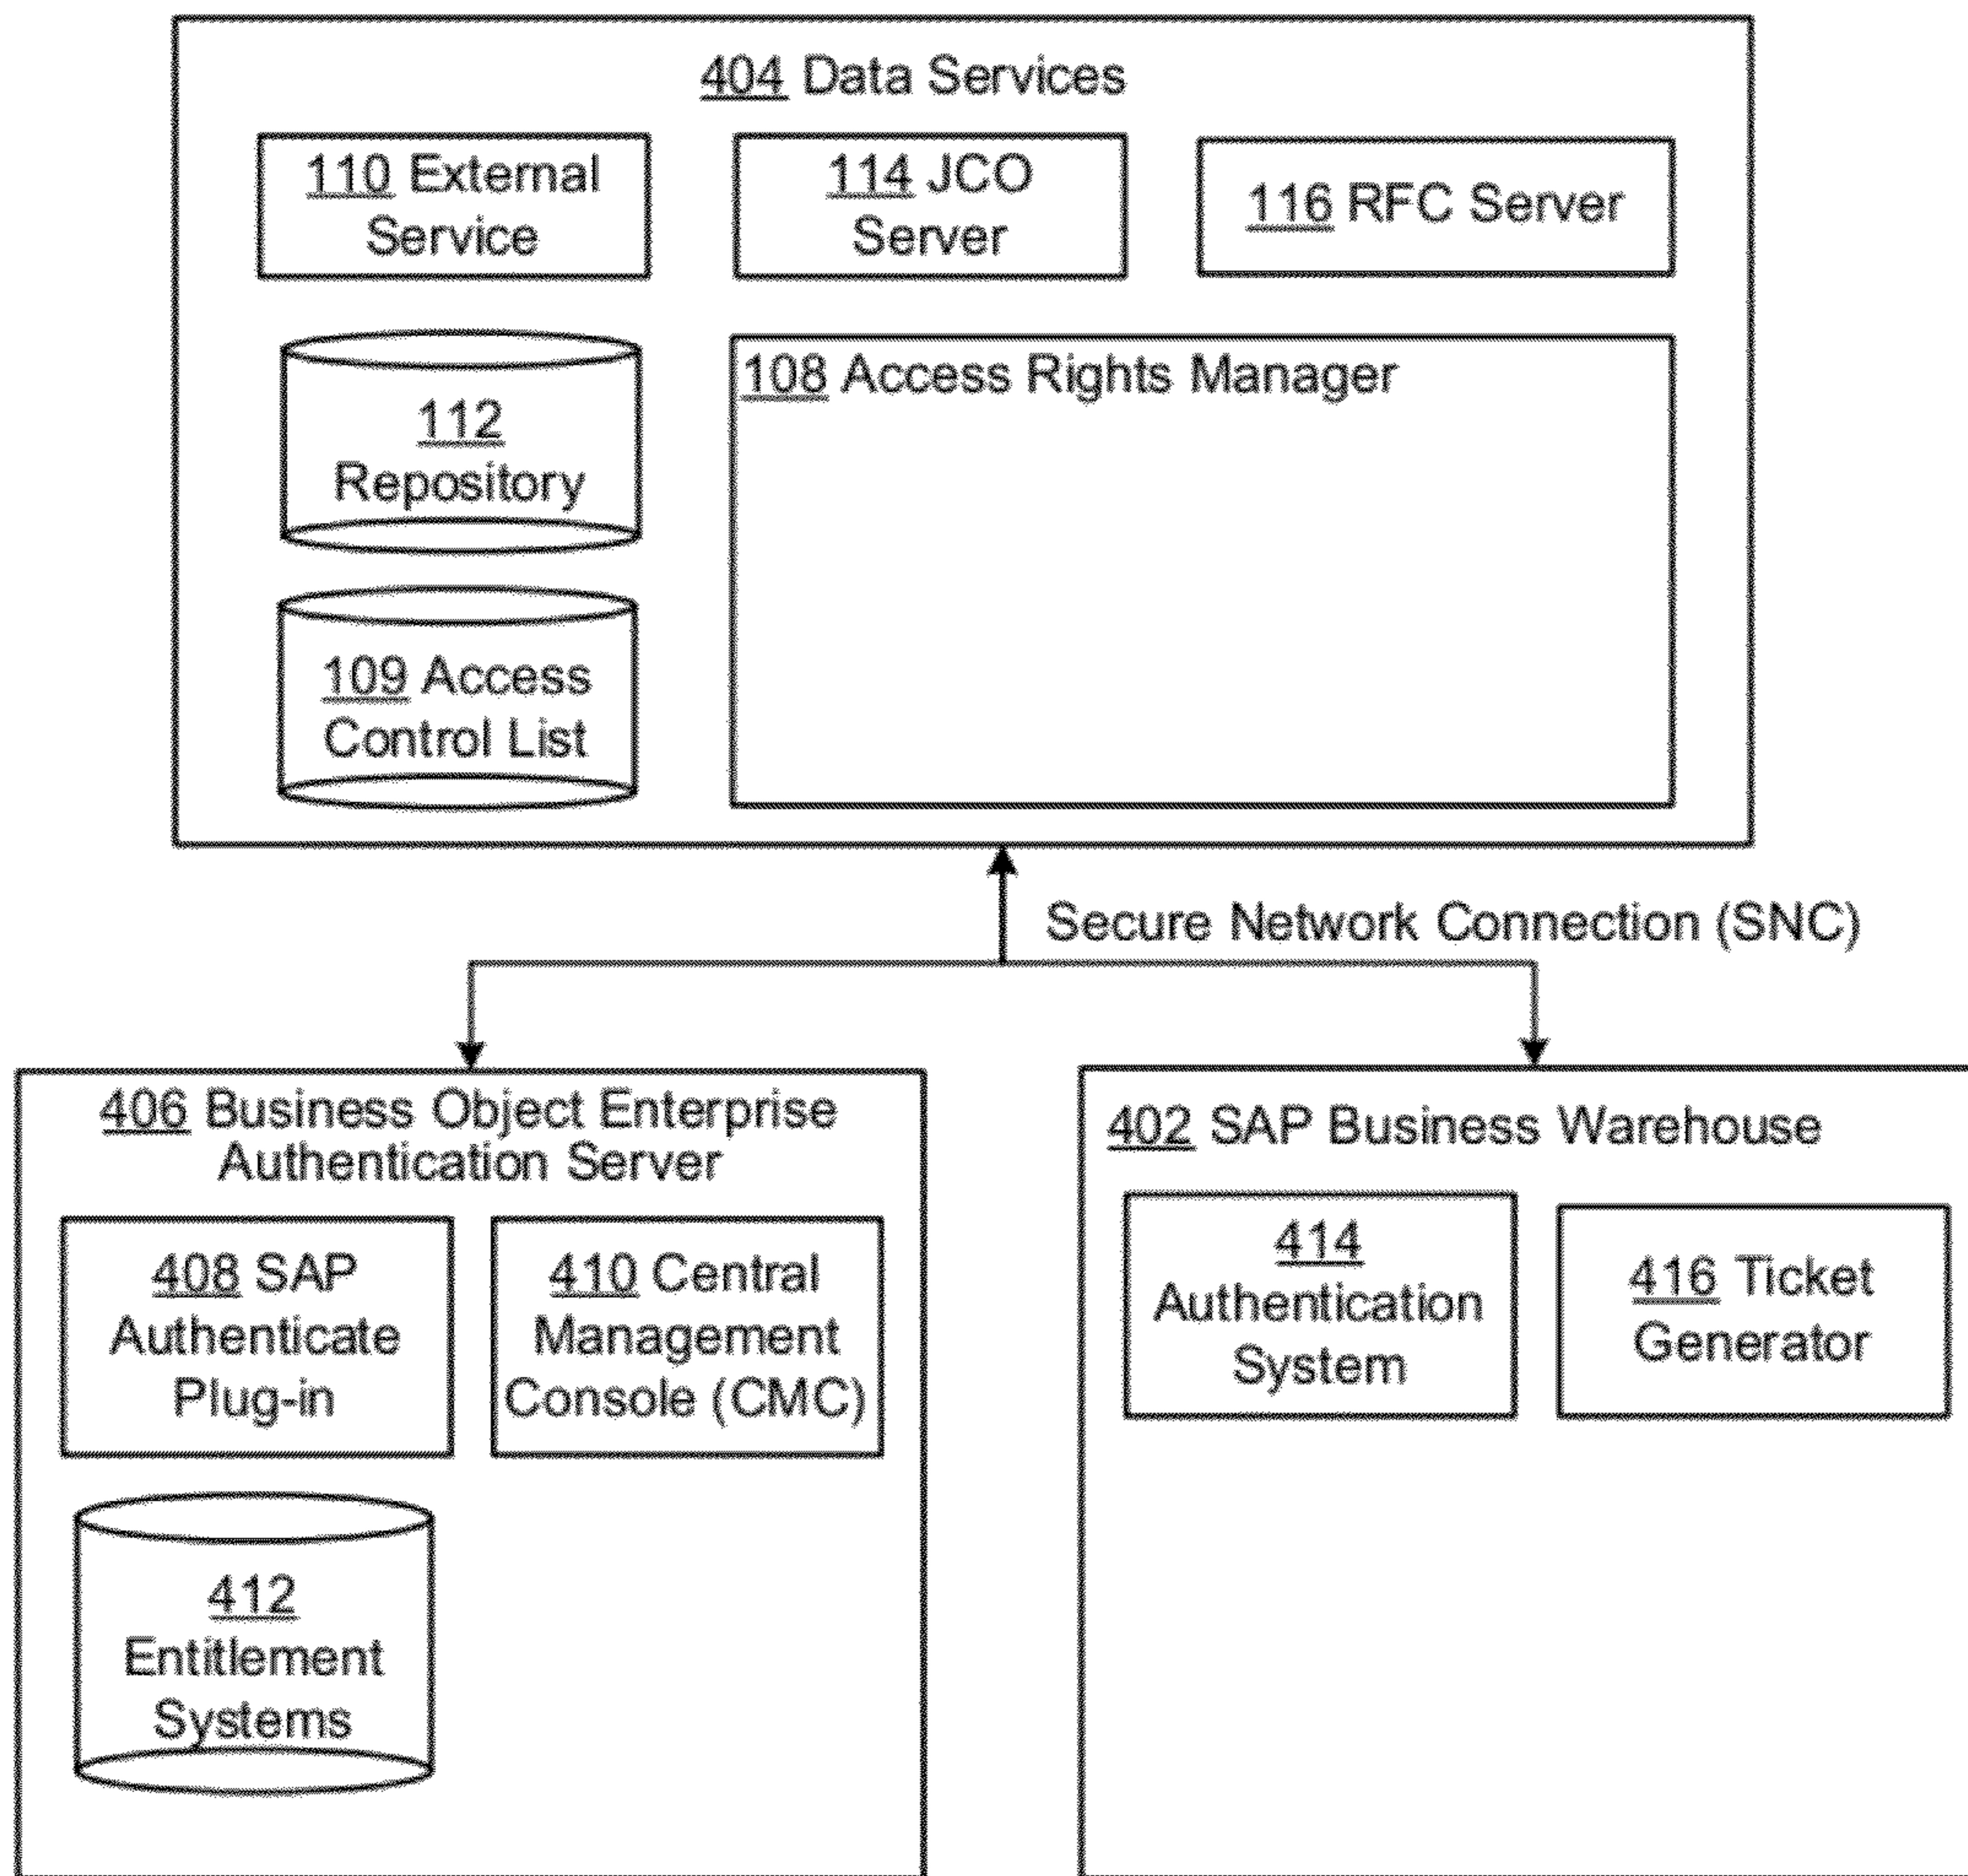 404 Data Services
110 External
Service
114 JCO
Server
116 RFC Server
112
Repository
108 Access Rights Manager
109 Access
Control List
Secure Network Connection (SNC)
406 Business Object Enterprise
Authentication Server
408 SAP
Authenticate
Plug-in
410 Central
Management
Console (CMC)
412
Entitlement
Systems
402 SAP Business Warehouse
414
Authentication
System
416 Ticket
Generator